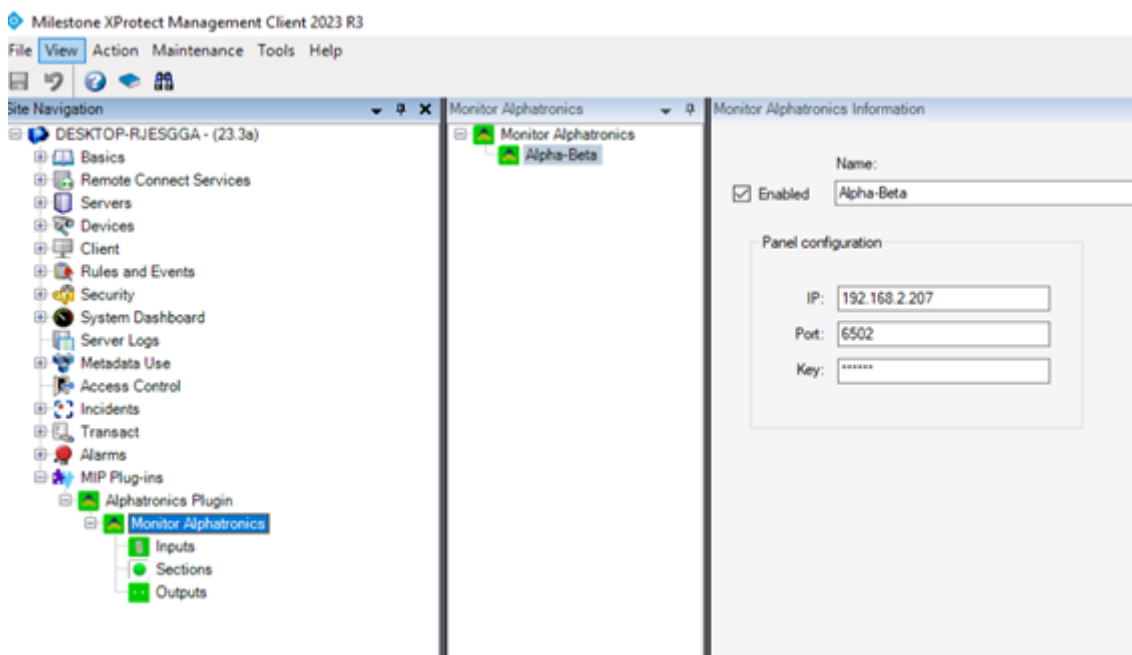 Milestone XProtect Management Client 2023 R3
File View Action Maintenance Tools Help
Site Navigation
DESKTOP-RJESGGA - (23.3a)
Basics
Remote Connect Services
Servers
Devices
Client
Rules and Events
Security
System Dashboard
Server Logs
Metadata Use
Access Control
Incidents
Transact
Alarms
MIP Plug-ins
Alphatronics Plugin
Monitor Alphatronics
Inputs
Sections
Outputs
Monitor Alphatronics
Monitor Alphatronics
Alpha-Beta
Monitor Alphatronics Information
Name:
Enabled Alpha-Beta
Panel configuration
IP: 192.168.2.207
Port: 6502
Key: ******